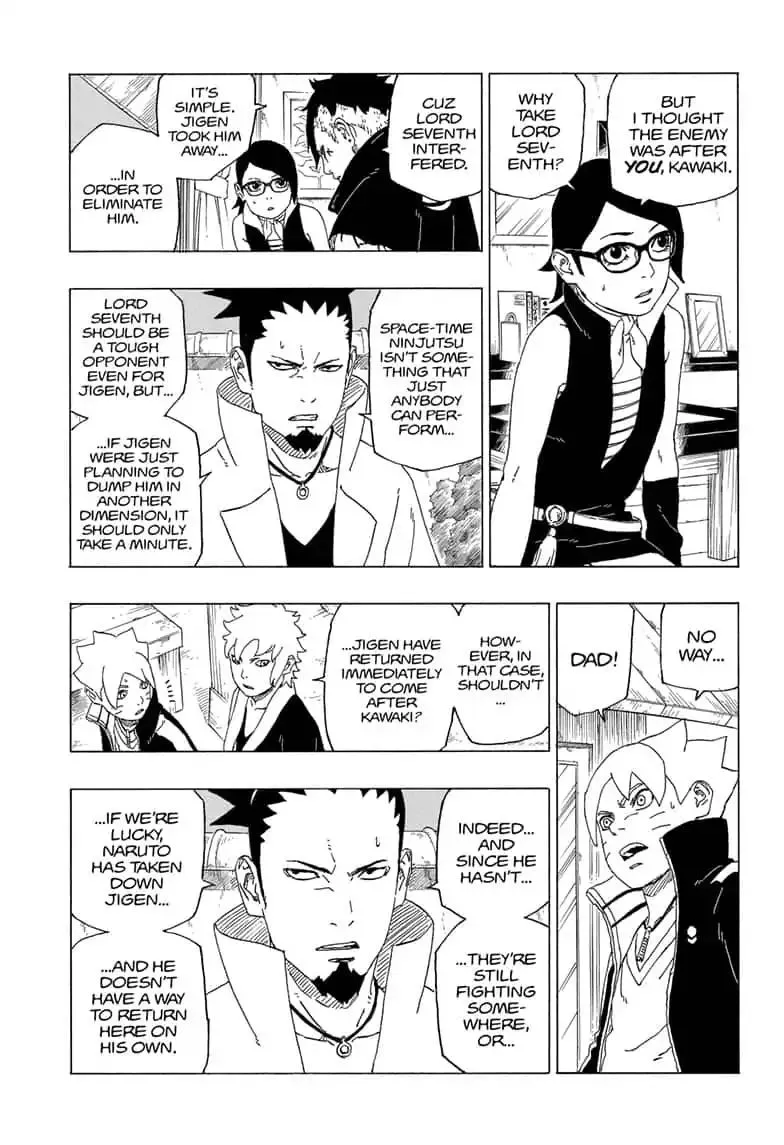 BUT
I THOUGHT
THE ENEMY
WAS AFTER
YOU, KAWAKI.
WHY
TAKE
LORD
SEV-
ENTH?
CUZ
LORD
SEVENTH
INTER-
FERED.
IT'S
SIMPLE.
JIGEN
TOOK HIM
AWAY...
...IN
ORDER TO
ELIMINATE
HIM.
SPACE-TIME
NINJUTSU
ISN'T SOME-
THING THAT
JUST
ANYBODY
CAN PER-
FORM...
LORD
SEVENTH
SHOULD BE
A TOUGH
OPPONENT
EVEN FOR
JIGEN, BUT...
...IF JIGEN
WERE JUST
PLANNING TO
DUMP HIM IN
ANOTHER
DIMENSION, IT
SHOULD ONLY
TAKE A MINUTE.
NO
WAY...
DAD!
HOW-
EVER, IN
THAT CASE,
SHOULDN'T
...
...JIGEN HAVE
RETURNED
IMMEDIATELY
TO COME
AFTER
KAWAKI?
INDEED...
AND
SINCE HE
HASN'T...
...THEY'RE
STILL
FIGHTING
SOME-
WHERE,
OR...
...IF WE'RE
LUCKY,
NARUTO
HAS TAKEN
DOWN
JIGEN...
...AND HE
DOESN'T
HAVE A WAY
TO RETURN
HERE ON
HIS OWN.